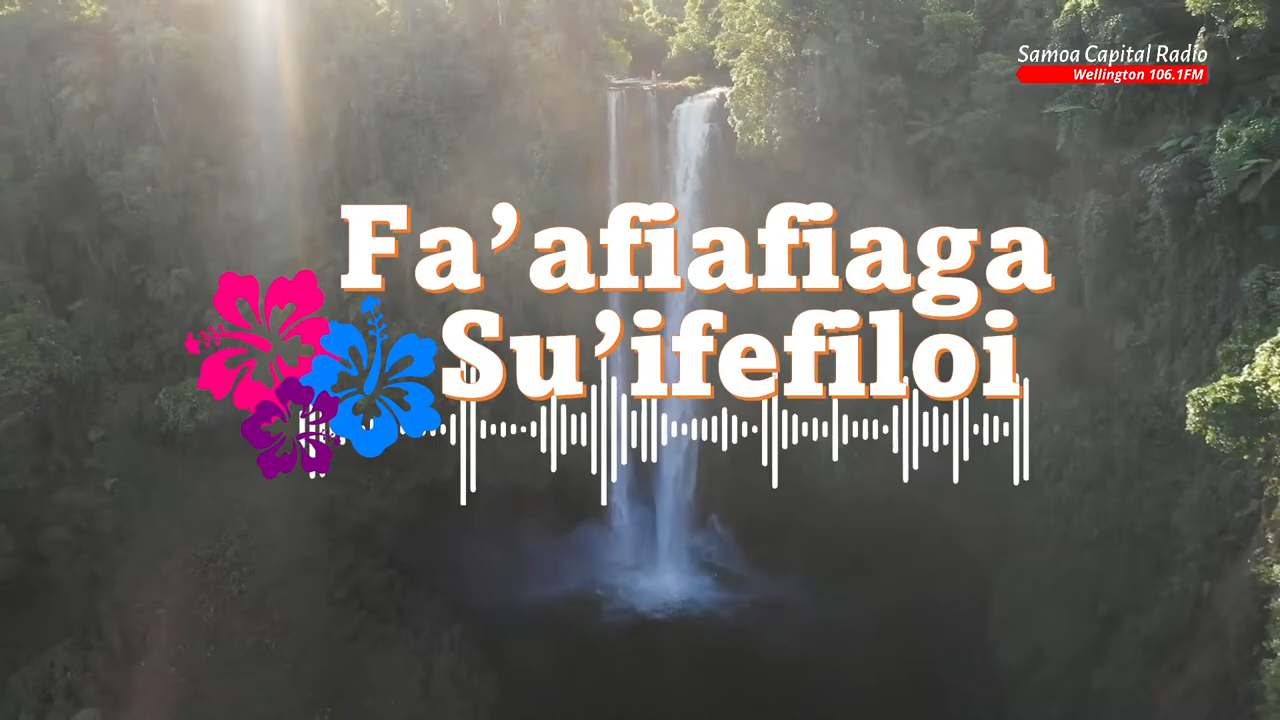 Samoa Capital Radio
Wellington 106.1FM
Fa’afiafiaga
Su’ifefiloi